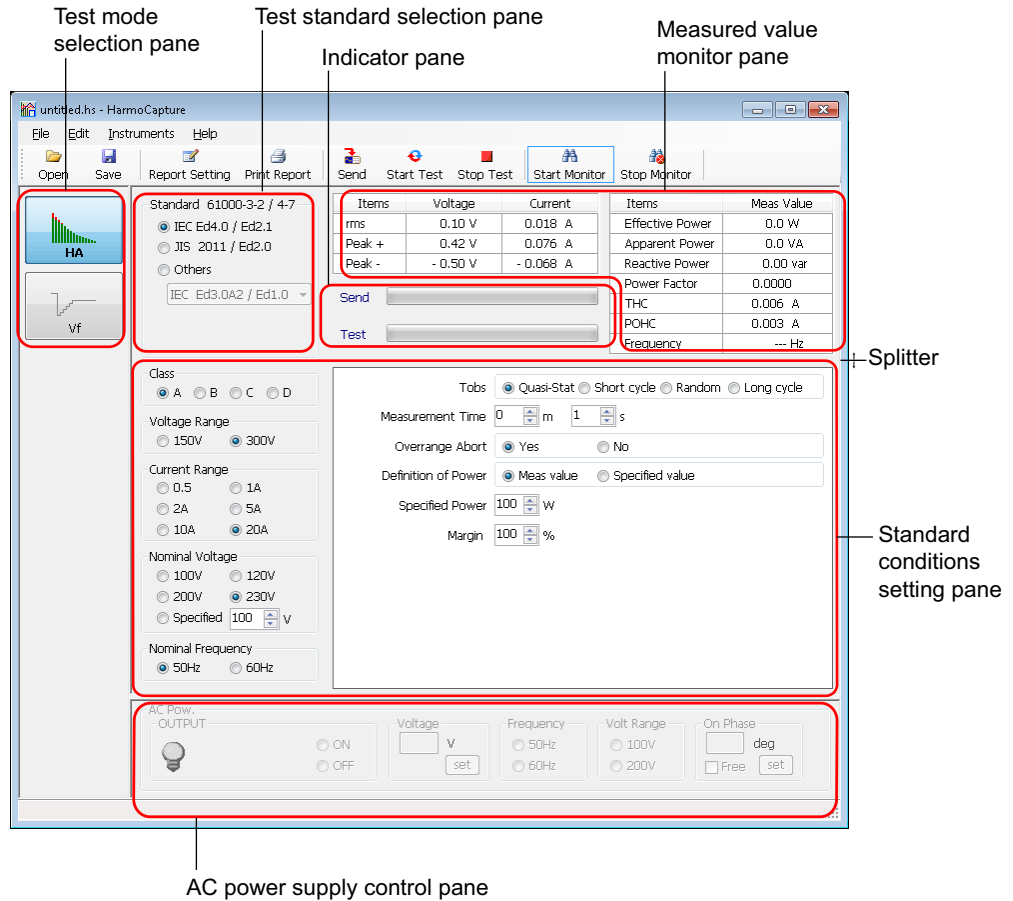 Test mode
selection pane
Test standard selection pane
Indicator pane
Measured value
monitor pane
untitled.hs - HarmoCapture
File Edit Instruments Help
Open Save Report Setting Print Report Send Start Test Stop Test Start Monitor Stop Monitor
HA
Vf
Standard 61000-3-2 / 4-7
IEC Ed4.0 / Ed2.1
JIS 2011 / Ed2.0
Others
IEC Ed3.0A2 / Ed1.0
Items Voltage Current
rms 0.10 V 0.018 A
Peak + 0.42 V 0.076 A
Peak - - 0.50 V - 0.068 A
Send
Test
Items Meas Value
Effective Power 0.0 W
Apparent Power 0.0 VA
Reactive Power 0.00 var
Power Factor 0.0000
THC 0.006 A
POHC 0.003 A
Frequency --- Hz
Splitter
Class
A B C D
Voltage Range
150V 300V
Current Range
0.5 1A
2A 5A
10A 20A
Nominal Voltage
100V 120V
200V 230V
Specified 100 V
Nominal Frequency
50Hz 60Hz
Tobs Quasi-Stat Short cycle Random Long cycle
Measurement Time 0 m 1 s
Overrange Abort Yes No
Definition of Power Meas value Specified value
Specified Power 100 W
Margin 100 %
Standard
conditions
setting pane
AC Pow.
OUTPUT
ON
OFF
Voltage
V
set
Frequency
50Hz
60Hz
Volt Range
100V
200V
On Phase
deg
Free set
AC power supply control pane